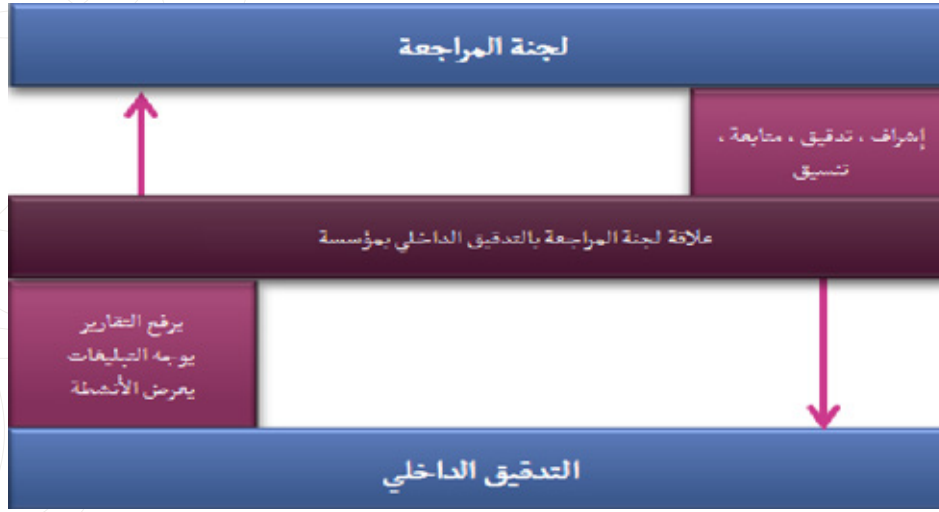 لجنة المراجعة
إشراف ، تدقيق ، متابعة ،
تنسيق
علاقة لجنة المراجعة بالتدقيق الداخلي بمؤسسة
يرفع التقارير
يوجه التبليغات
يعرض الأنشطة
التدقيق الداخلي